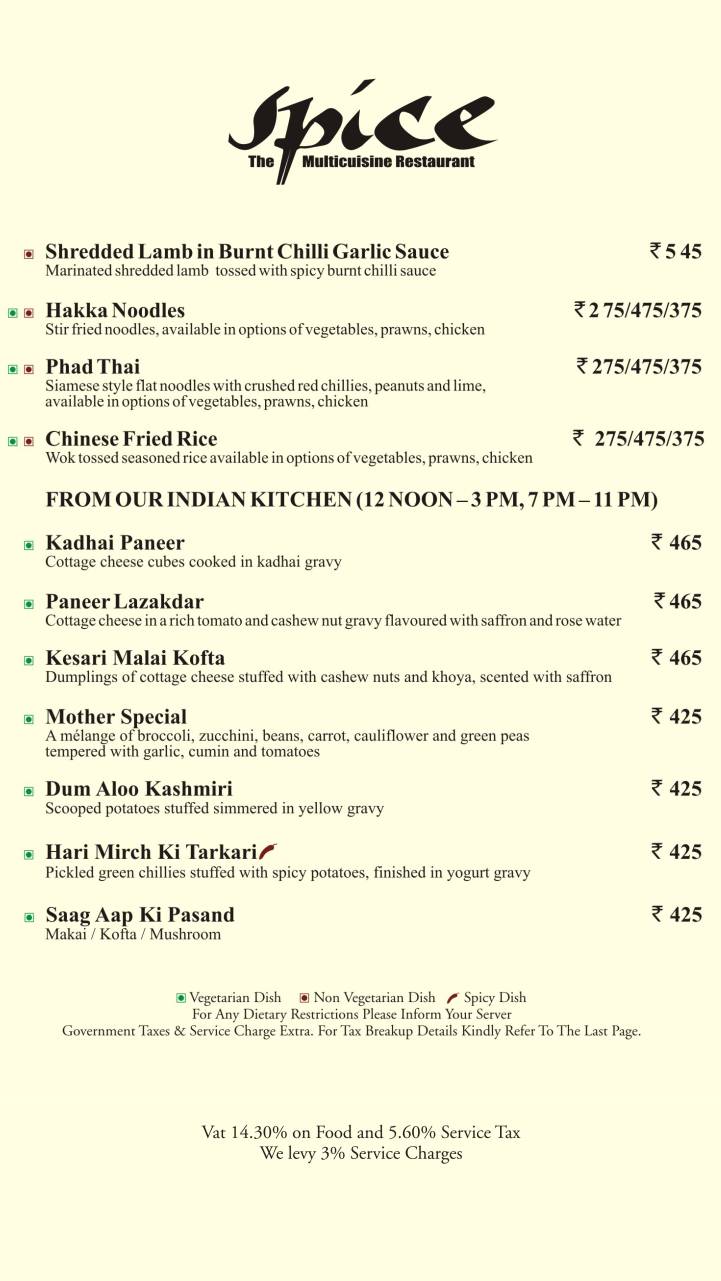 spice
The Multicuisine Restaurant
Shredded Lamb in Burnt Chilli Garlic Sauce ₹ 5 45
Marinated shredded lamb tossed with spicy burnt chilli sauce
Hakka Noodles ₹ 2 75/475/375
Stir fried noodles, available in options of vegetables, prawns, chicken
Phad Thai ₹ 275/475/375
Siamese style flat noodles with crushed red chillies, peanuts and lime,
available in options of vegetables, prawns, chicken
Chinese Fried Rice ₹ 275/475/375
Wok tossed seasoned rice available in options of vegetables, prawns, chicken
FROM OUR INDIAN KITCHEN (12 NOON – 3 PM, 7 PM – 11 PM)
Kadhai Paneer ₹ 465
Cottage cheese cubes cooked in kadhai gravy
Paneer Lazakdar ₹ 465
Cottage cheese in a rich tomato and cashew nut gravy flavoured with saffron and rose water
Kesari Malai Kofta ₹ 465
Dumplings of cottage cheese stuffed with cashew nuts and khoya, scented with saffron
Mother Special ₹ 425
A mélange of broccoli, zucchini, beans, carrot, cauliflower and green peas
tempered with garlic, cumin and tomatoes
Dum Aloo Kashmiri ₹ 425
Scooped potatoes stuffed simmered in yellow gravy
Hari Mirch Ki Tarkari ₹ 425
Pickled green chillies stuffed with spicy potatoes, finished in yogurt gravy
Saag Aap Ki Pasand ₹ 425
Makai / Kofta / Mushroom
Vegetarian Dish Non Vegetarian Dish Spicy Dish
For Any Dietary Restrictions Please Inform Your Server
Government Taxes & Service Charge Extra. For Tax Breakup Details Kindly Refer To The Last Page.
Vat 14.30% on Food and 5.60% Service Tax
We levy 3% Service Charges